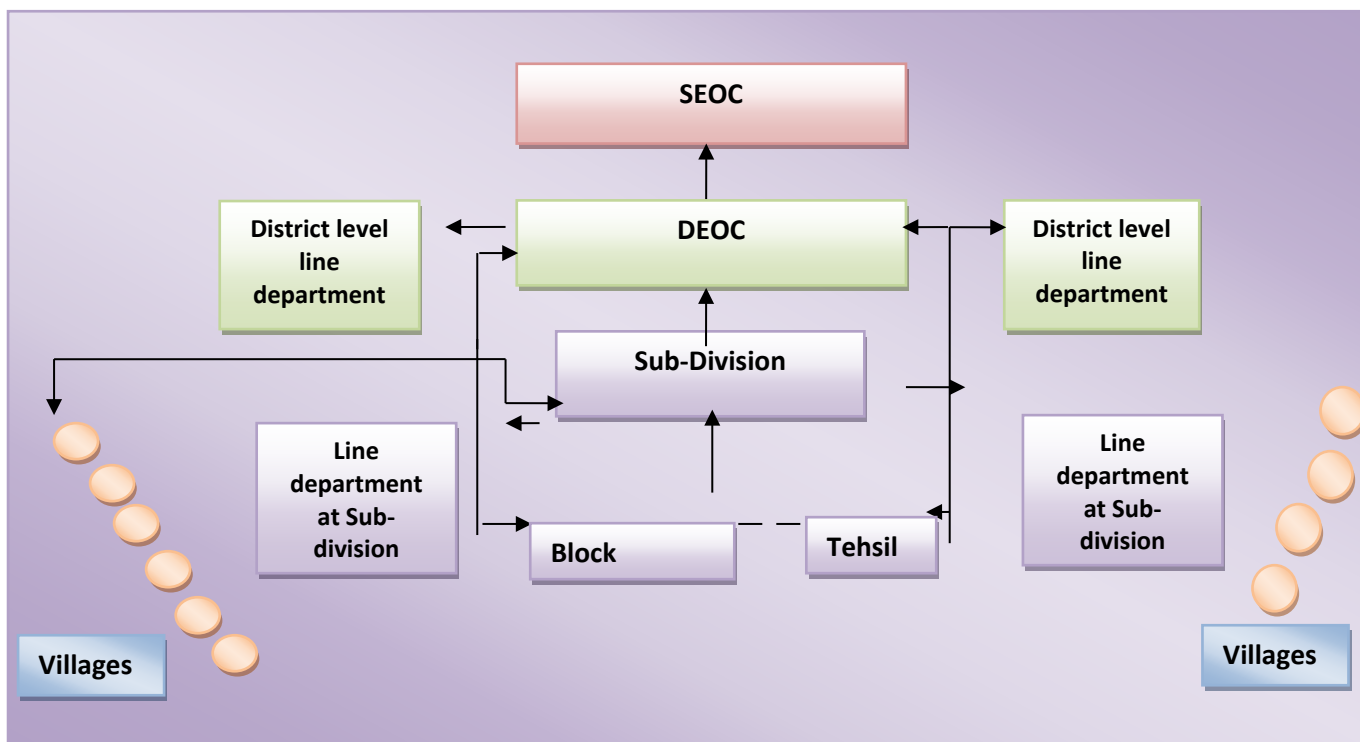 SEOC
District level
line
department
DEOC
District level
line
department
Sub-Division
Line
department
at Sub-
division
Block
Tehsil
Line
department
at Sub-
division
Villages
Villages